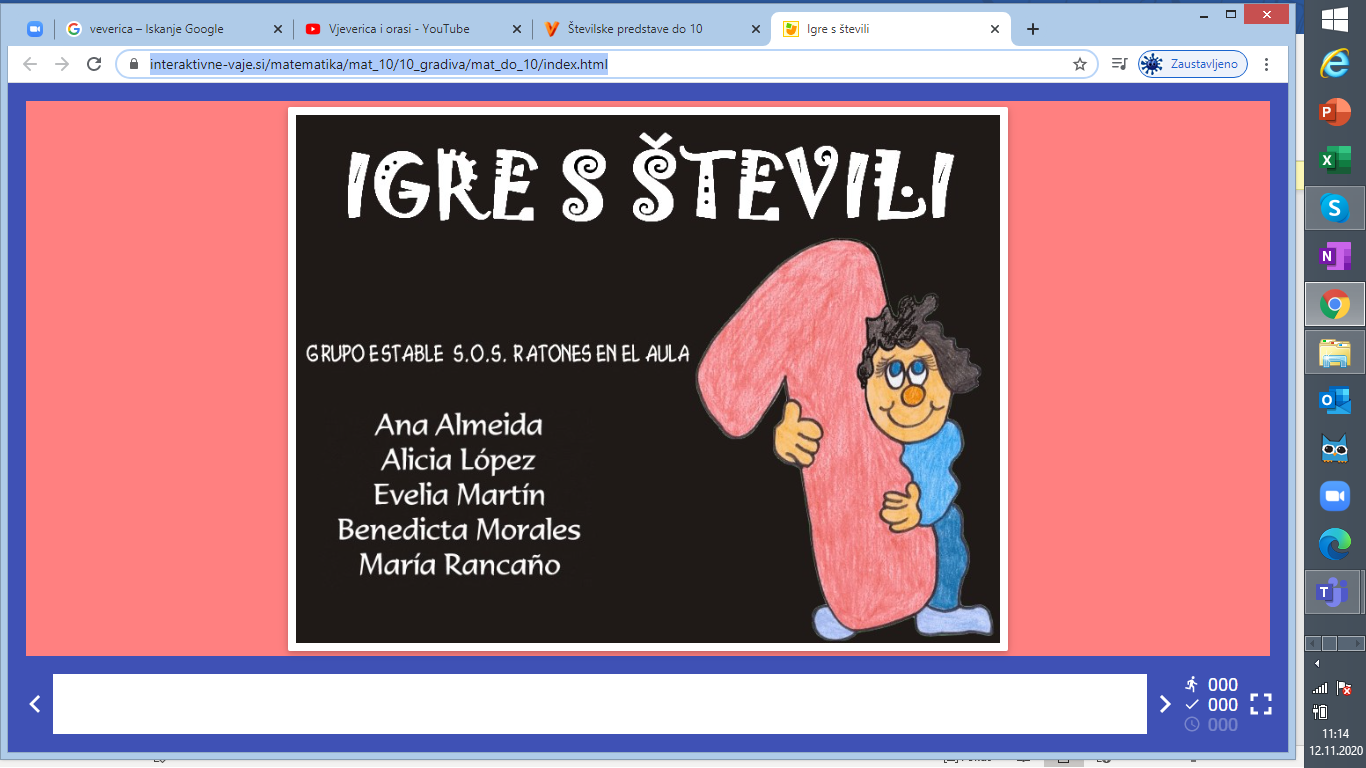 veverica – Iskanje Google
Vjeverica i orasi - YouTube
Številske predstave do 10
Igre s števili
interaktivne-vaje.si/matematika/mat_10/10_gradiva/mat_do_10/index.html
Zaustavljeno
IGRE S ŠTEVILI
GRUPO ESTABLE S.O.S. RATONES EN EL AULA
Ana Almeida
Alicia López
Evelia Martín
Benedicta Morales
María Rancaño
000
000
000
11:14
12.11.2020